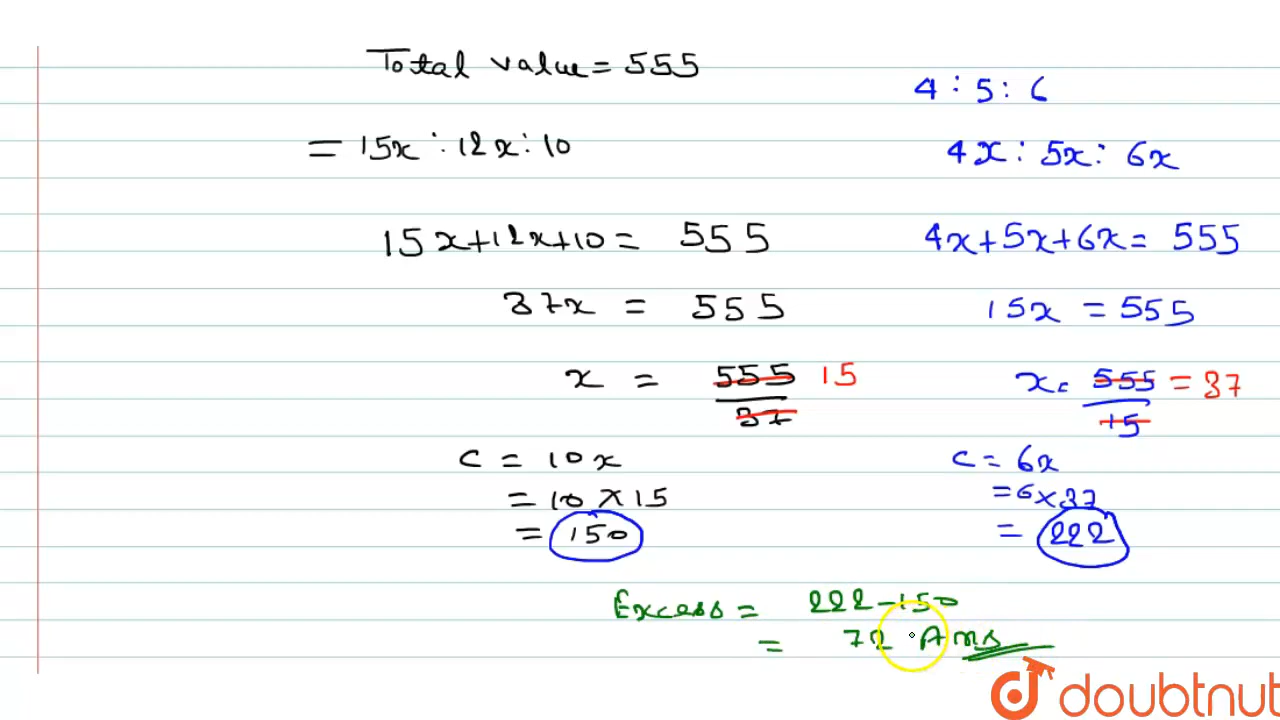 Total value = 555
= 15x : 12x : 10
15x+12x+10 = 555
37x = 555
x = 555/37 15
C = 10x
= 10 × 15
= 150
4 : 5 : 6
4x : 5x : 6x
4x+5x+6x = 555
15x = 555
x = 555/15 = 37
C = 6x
= 6×37
= 222
Excess = 222-150
= 72 Ans
doubtnut